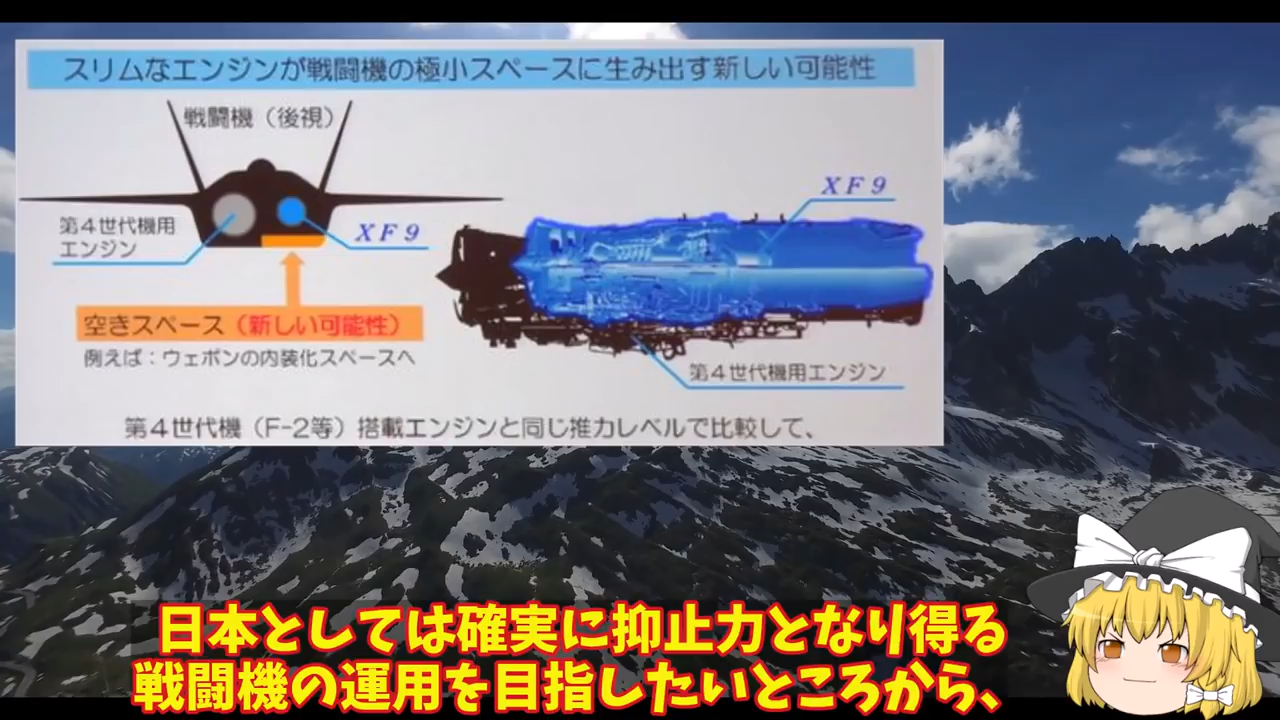 スリムなエンジンが戦闘機の極小スペースに生み出す新しい可能性
戦闘機（後視）
第４世代機用
エンジン
XF9
空きスペース（新しい可能性）
例えば：ウェポンの内装化スペースへ
XF9
第４世代機用エンジン
第４世代機（F-2等）搭載エンジンと同じ推力レベルで比較して、
日本としては確実に抑止力となり得る
戦闘機の運用を目指したいところから、